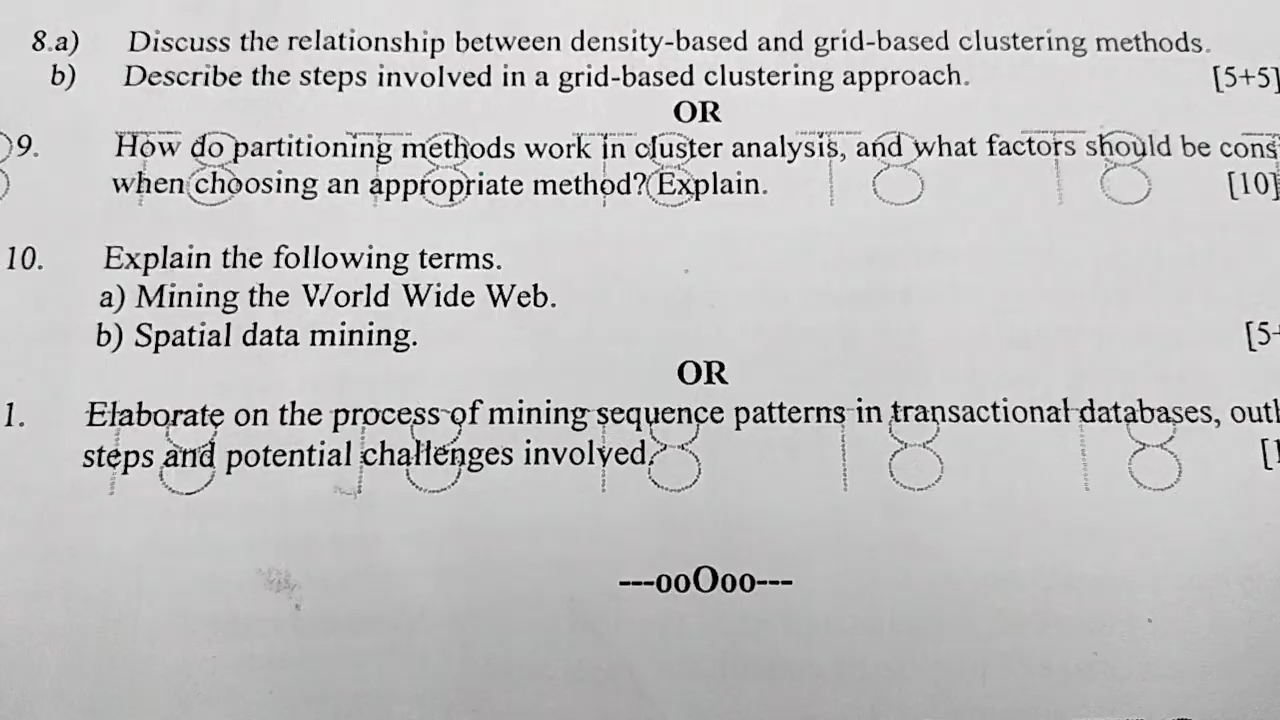 8.a) Discuss the relationship between density-based and grid-based clustering methods.
b) Describe the steps involved in a grid-based clustering approach. [5+5]
OR
9. How do partitioning methods work in cluster analysis, and what factors should be cons
when choosing an appropriate method? Explain. [10]
10. Explain the following terms.
a) Mining the World Wide Web.
b) Spatial data mining. [5+
OR
1. Elaborate on the process of mining sequence patterns in transactional databases, outl
steps and potential challenges involved. [1
---ooOoo---